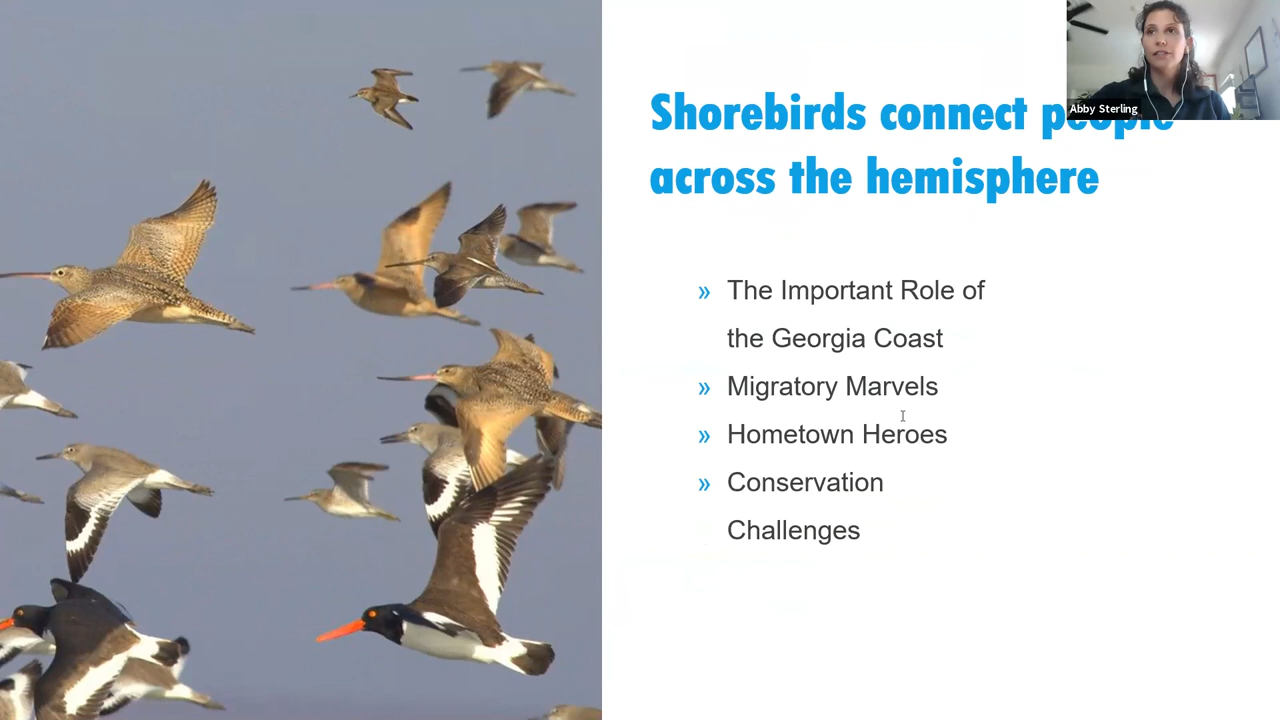 Shorebirds connect people
across the hemisphere
Abby Sterling
» The Important Role of
the Georgia Coast
» Migratory Marvels
» Hometown Heroes
» Conservation
Challenges